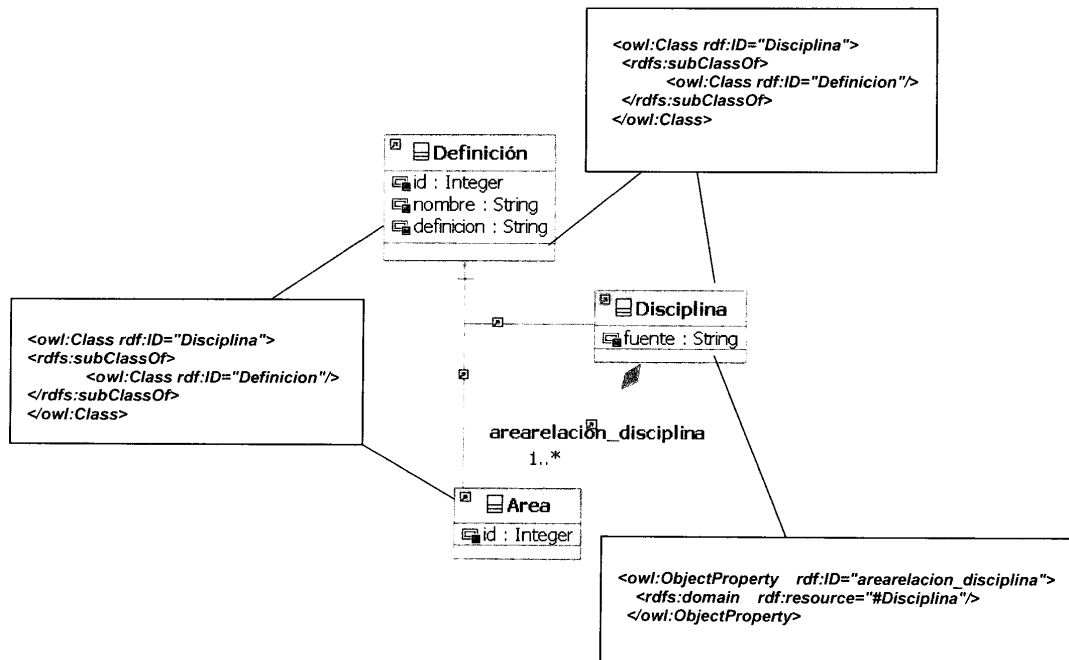 <owl:Class rdf:ID="Disciplina">
<rdfs:subClassOf>
<owl:Class rdf:ID="Definicion"/>
</rdfs:subClassOf>
</owl:Class>
Definición
id : Integer
nombre : String
definicion : String
Disciplina
fuente : String
<owl:Class rdf:ID="Disciplina">
<rdfs:subClassOf>
<owl:Class rdf:ID="Definicion"/>
</rdfs:subClassOf>
</owl:Class>
arearelación_disciplina
1..*
Area
id : Integer
<owl:ObjectProperty rdf:ID="arearelacion_disciplina">
<rdfs:domain rdf:resource="#Disciplina"/>
</owl:ObjectProperty>